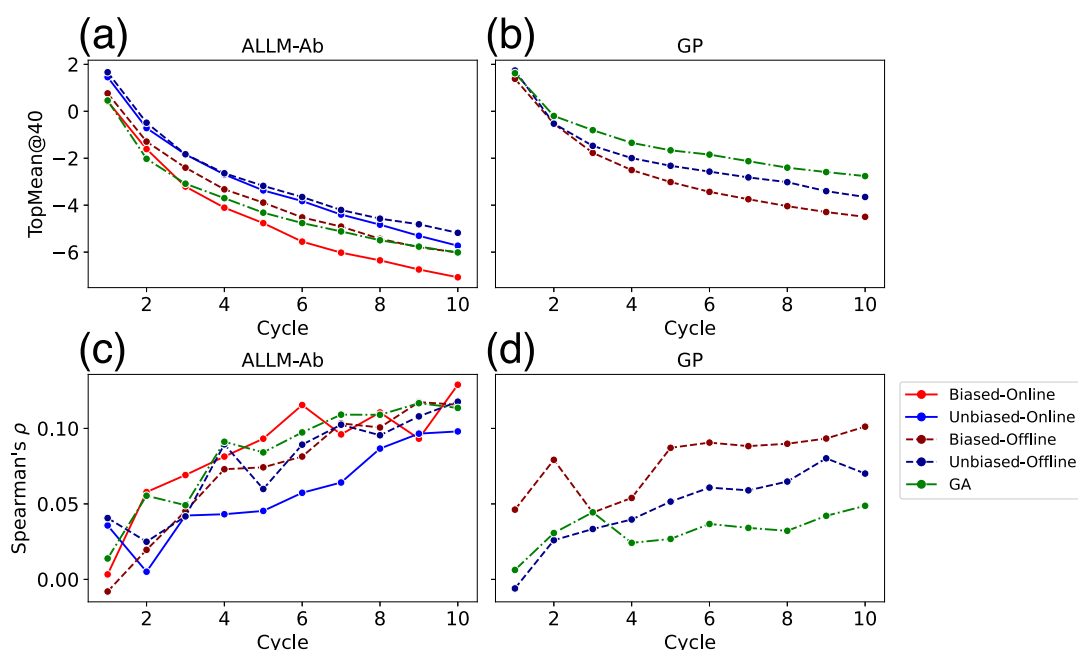 (a)
ALLM-Ab
(b)
GP
TopMean@40
2
0
−2
−4
−6
2 4 6 8 10
Cycle
2 4 6 8 10
Cycle
(c)
ALLM-Ab
(d)
GP
Spearman's ρ
0.10
0.05
0.00
2 4 6 8 10
Cycle
2 4 6 8 10
Cycle
Biased-Online
Unbiased-Online
Biased-Offline
Unbiased-Offline
GA